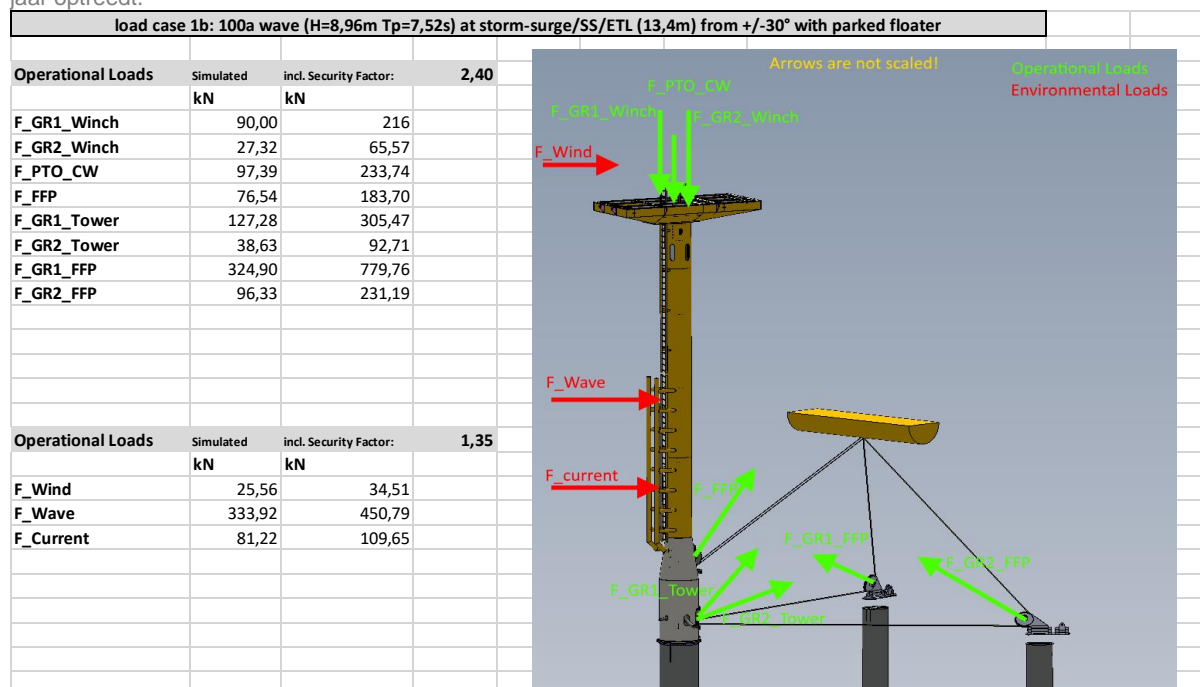 jaar optreedt.
load case 1b: 100a wave (H=8,96m Tp=7,52s) at storm-surge/SS/ETL (13,4m) from +/-30° with parked floater
Operational Loads Simulated incl. Security Factor: 2,40
kN kN
F_GR1_Winch 90,00 216
F_GR2_Winch 27,32 65,57
F_PTO_CW 97,39 233,74
F_FFP 76,54 183,70
F_GR1_Tower 127,28 305,47
F_GR2_Tower 38,63 92,71
F_GR1_FFP 324,90 779,76
F_GR2_FFP 96,33 231,19
Operational Loads Simulated incl. Security Factor: 1,35
kN kN
F_Wind 25,56 34,51
F_Wave 333,92 450,79
F_Current 81,22 109,65
Arrows are not scaled!
Operational Loads
Environmental Loads
F_PTO_CW
F_GR1_Winch
F_GR2_Winch
F_Wind
F_Wave
F_current
F_FFP
F_GR1_FFP
F_GR2_FFP
F_GR1_Tower
F_GR2_Tower